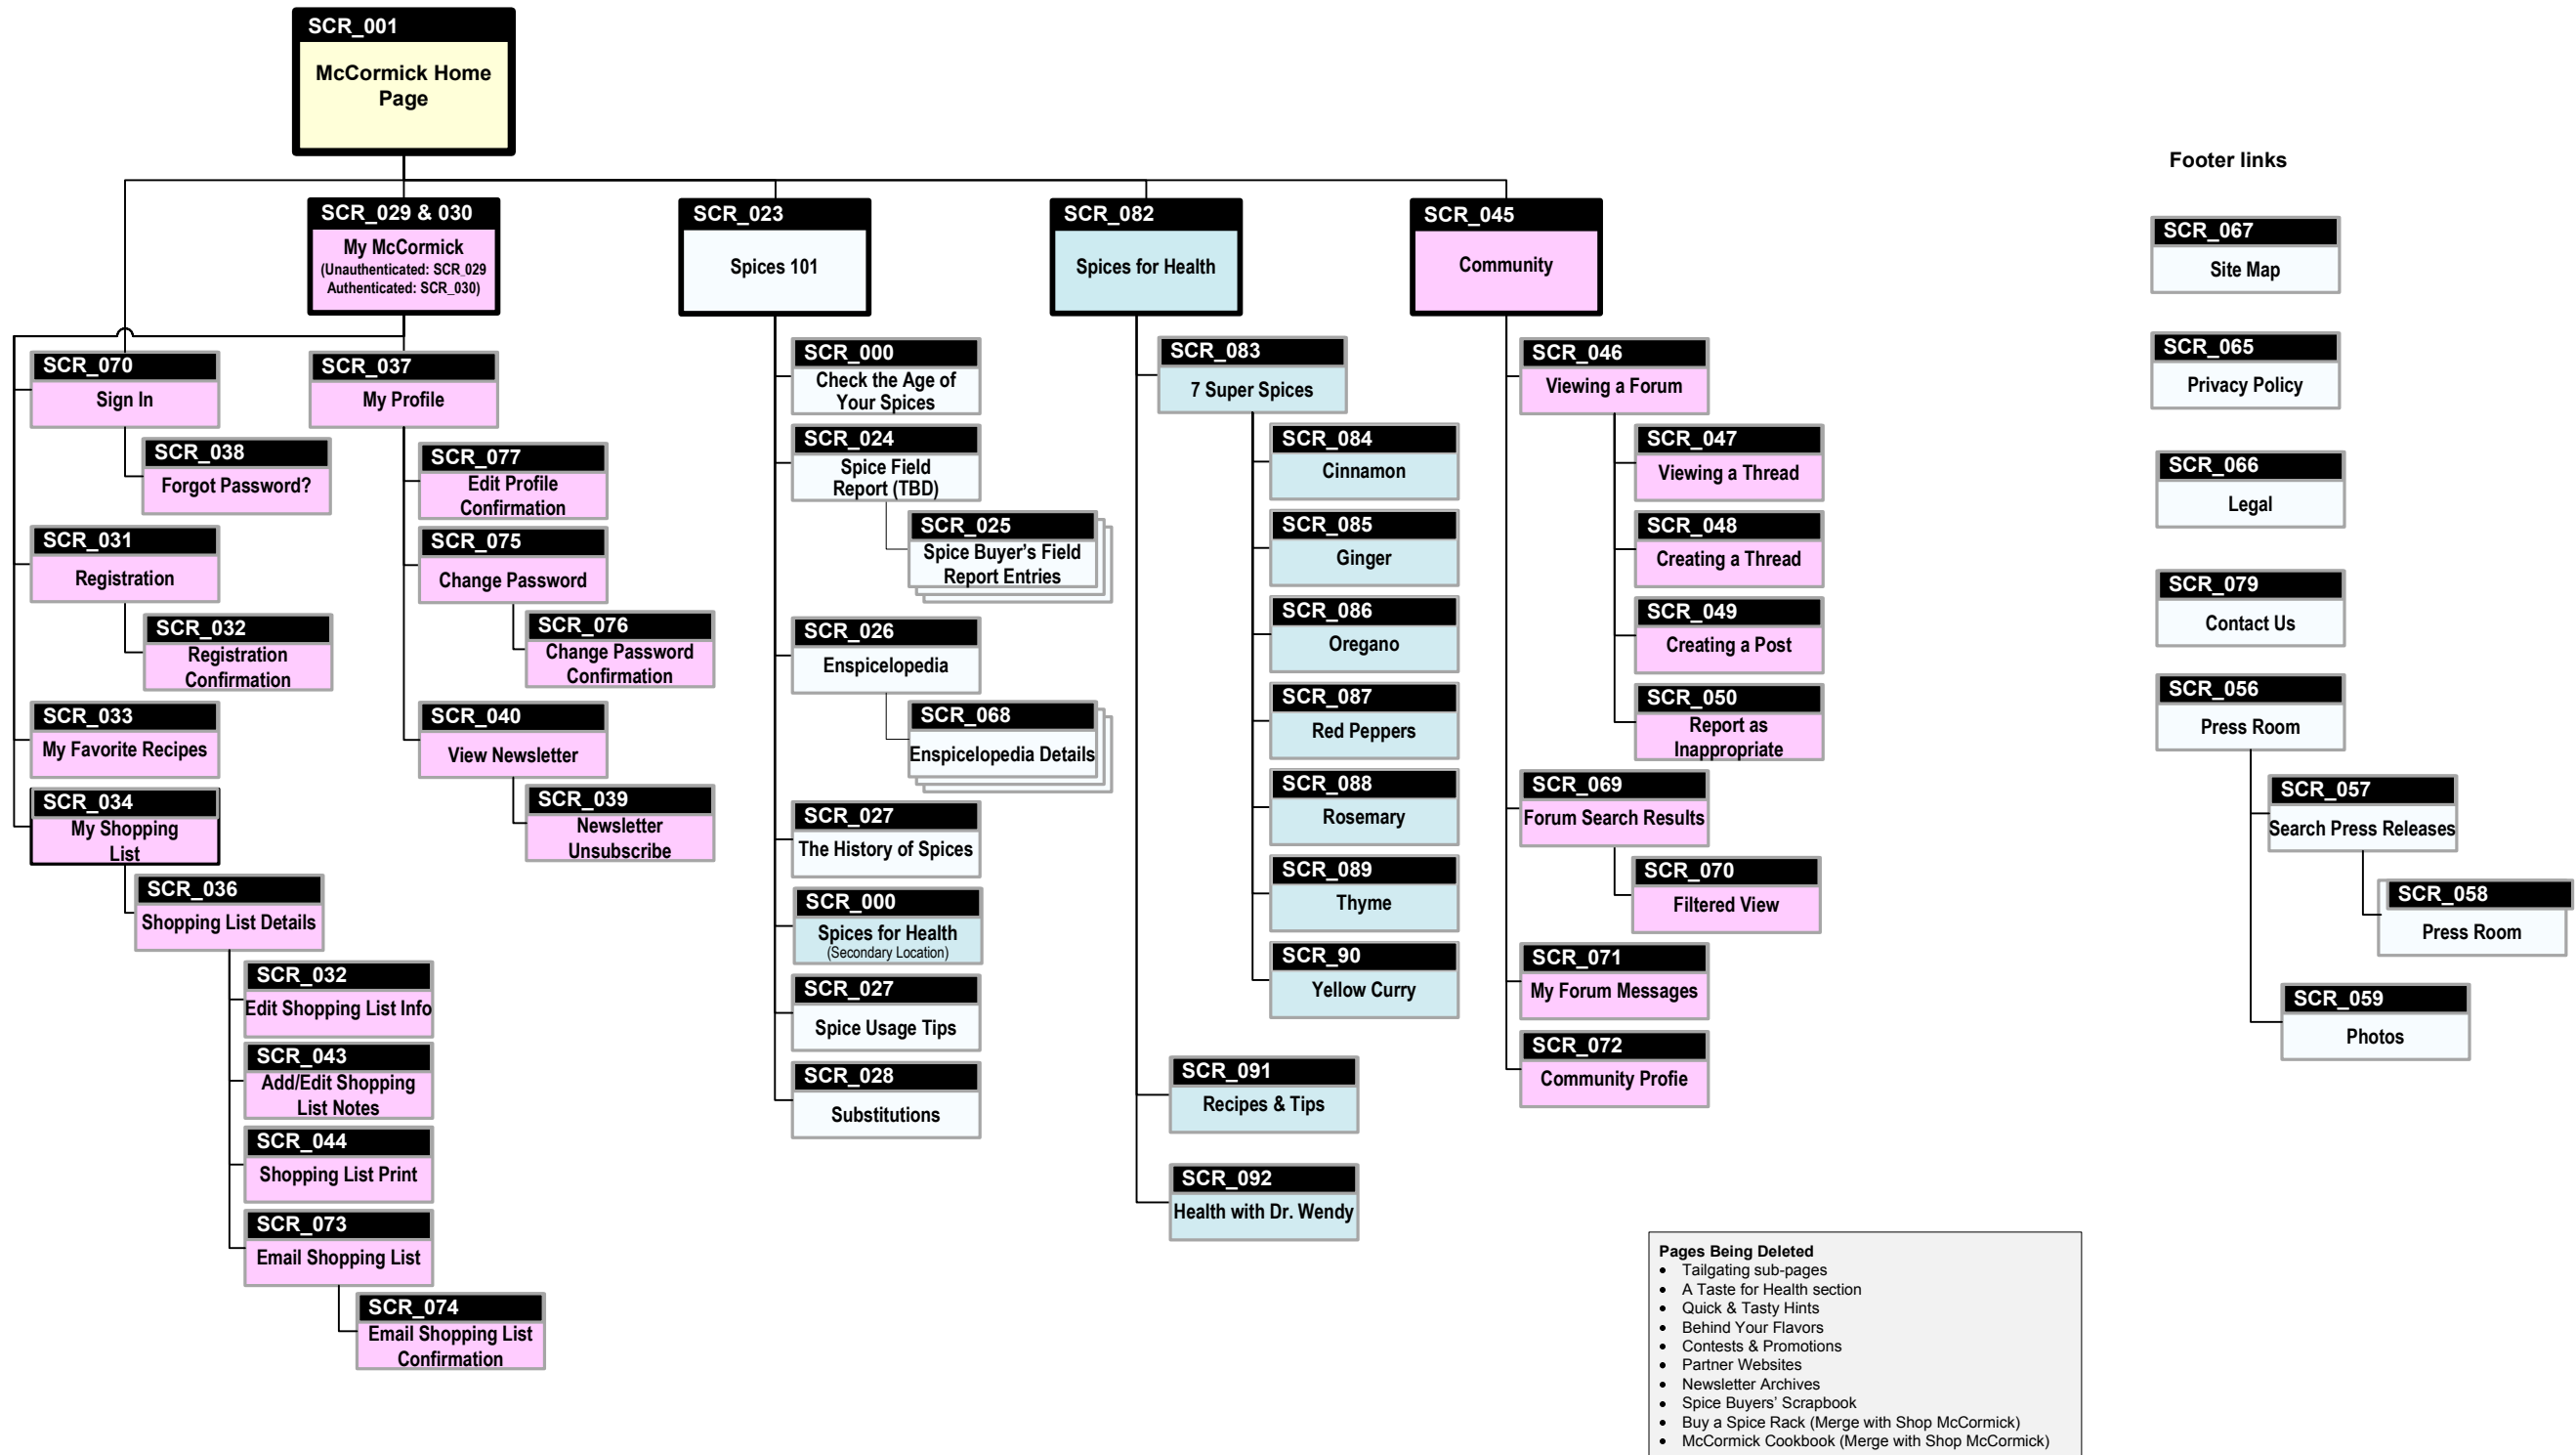 SCR_001
McCormick Home
Page
Footer links
SCR_029 & 030
My McCormick
(Unauthenticated: SCR_029
Authenticated: SCR_030)
SCR_023
Spices 101
SCR_082
Spices for Health
SCR_045
Community
SCR_070
Sign In
SCR_038
Forgot Password?
SCR_031
Registration
SCR_032
Registration
Confirmation
SCR_033
My Favorite Recipes
SCR_034
My Shopping
List
SCR_036
Shopping List Details
SCR_032
Edit Shopping List Info
SCR_043
Add/Edit Shopping
List Notes
SCR_044
Shopping List Print
SCR_073
Email Shopping List
SCR_074
Email Shopping List
Confirmation
SCR_037
My Profile
SCR_077
Edit Profile
Confirmation
SCR_075
Change Password
SCR_076
Change Password
Confirmation
SCR_040
View Newsletter
SCR_039
Newsletter
Unsubscribe
SCR_000
Check the Age of
Your Spices
SCR_024
Spice Field
Report (TBD)
SCR_025
Spice Buyer's Field
Report Entries
SCR_026
Enspicelopedia
SCR_068
Enspicelopedia Details
SCR_027
The History of Spices
SCR_000
Spices for Health
(Secondary Location)
SCR_027
Spice Usage Tips
SCR_028
Substitutions
SCR_083
7 Super Spices
SCR_084
Cinnamon
SCR_085
Ginger
SCR_086
Oregano
SCR_087
Red Peppers
SCR_088
Rosemary
SCR_089
Thyme
SCR_90
Yellow Curry
SCR_091
Recipes & Tips
SCR_092
Health with Dr. Wendy
SCR_046
Viewing a Forum
SCR_047
Viewing a Thread
SCR_048
Creating a Thread
SCR_049
Creating a Post
SCR_050
Report as
Inappropriate
SCR_069
Forum Search Results
SCR_070
Filtered View
SCR_071
My Forum Messages
SCR_072
Community Profie
SCR_067
Site Map
SCR_065
Privacy Policy
SCR_066
Legal
SCR_079
Contact Us
SCR_056
Press Room
SCR_057
Search Press Releases
SCR_058
Press Room
SCR_059
Photos
Pages Being Deleted
• Tailgating sub-pages
• A Taste for Health section
• Quick & Tasty Hints
• Behind Your Flavors
• Contests & Promotions
• Partner Websites
• Newsletter Archives
• Spice Buyers' Scrapbook
• Buy a Spice Rack (Merge with Shop McCormick)
• McCormick Cookbook (Merge with Shop McCormick)